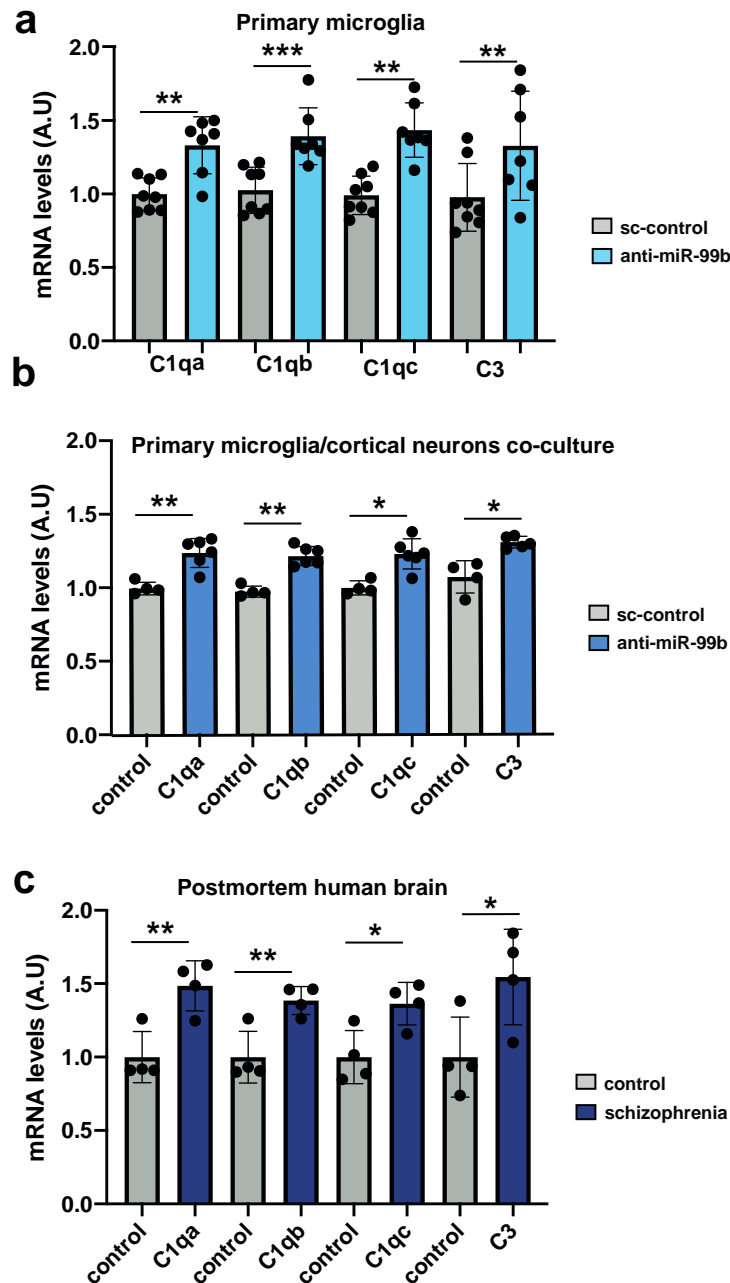 a
Primary microglia
mRNA levels (A.U)
2.0
1.5
1.0
0.5
0.0
** *** ** **
C1qa C1qb C1qc C3
sc-control
anti-miR-99b
b
Primary microglia/cortical neurons co-culture
mRNA levels (A.U)
2.0
1.5
1.0
0.5
0.0
** ** * *
control C1qa control C1qb control C1qc control C3
sc-control
anti-miR-99b
c
Postmortem human brain
mRNA levels (A.U)
2.0
1.5
1.0
0.5
0.0
** ** * *
control C1qa control C1qb control C1qc control C3
control
schizophrenia